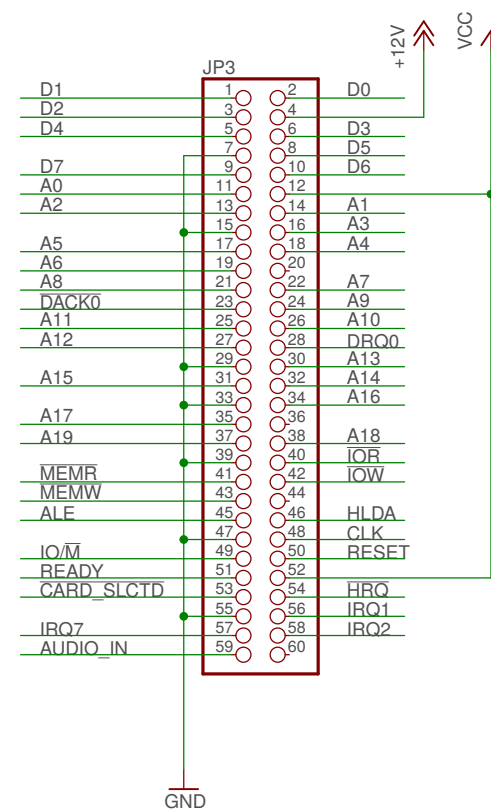 +12V
VCC
JP3
D1 1 2 D0
D2 3 4
D4 5 6 D3
7 8 D5
D7 9 10 D6
A0 11 12
A2 13 14 A1
15 16 A3
A5 17 18 A4
A6 19 20
A8 21 22 A7
DACK0 23 24 A9
A11 25 26 A10
A12 27 28 DRQ0
29 30 A13
A15 31 32 A14
33 34 A16
A17 35 36
A19 37 38 A18
39 40 IOR
MEMR 41 42 IOW
MEMW 43 44
ALE 45 46 HLDA
47 48 CLK
IO/M 49 50 RESET
READY 51 52
CARD_SLCTD 53 54 HRQ
55 56 IRQ1
IRQ7 57 58 IRQ2
AUDIO_IN 59 60
GND